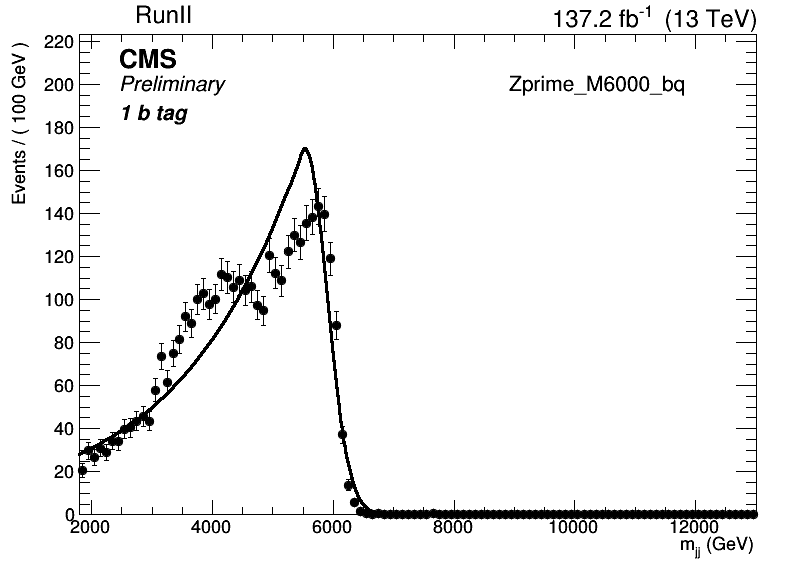 RunII
137.2 fb-1 (13 TeV)
CMS
Preliminary
1 b tag
Zprime_M6000_bq
Events / ( 100 GeV )
220
200
180
160
140
120
100
80
60
40
20
0
2000 4000 6000 8000 10000 12000
mjj (GeV)